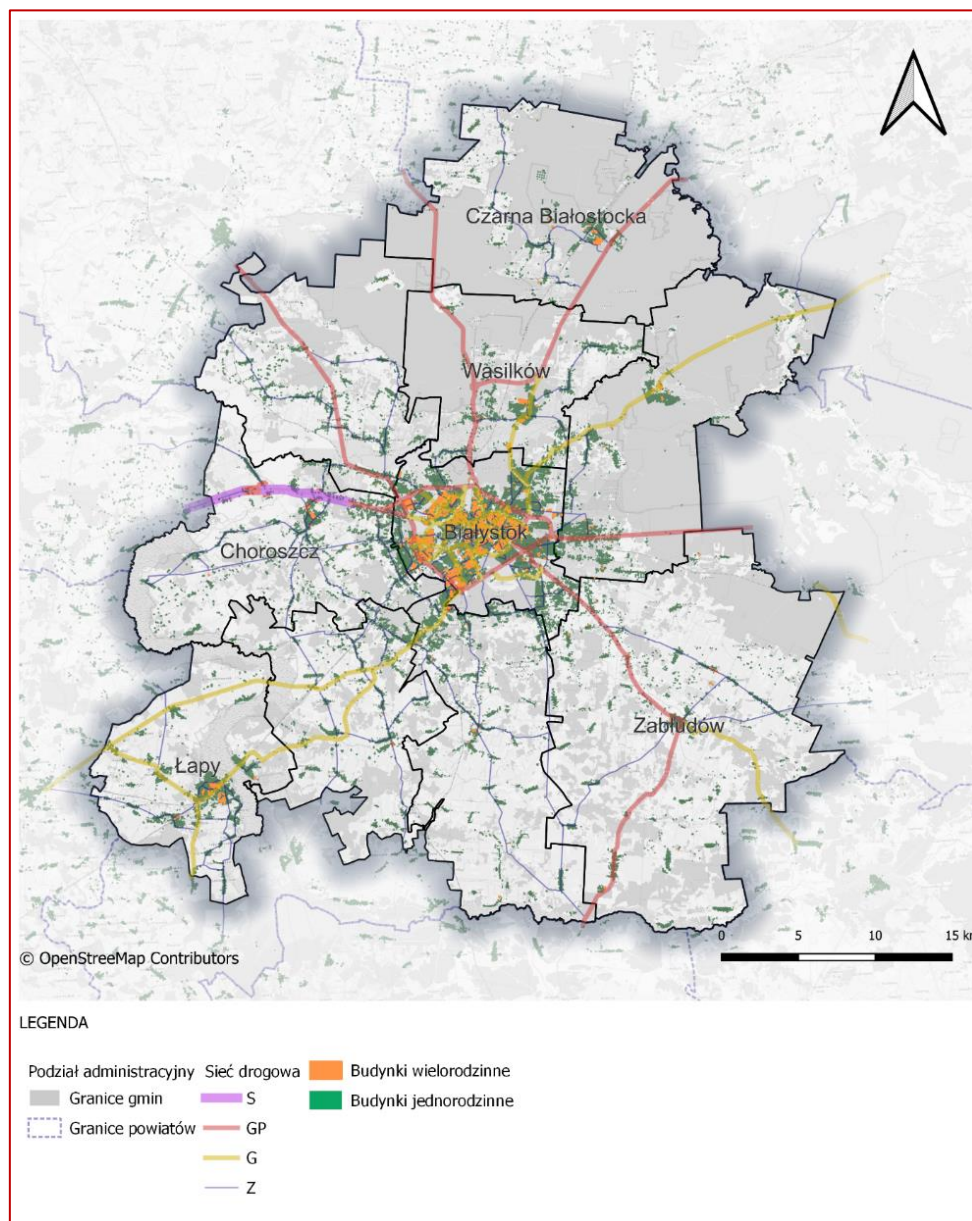 Czarna Białostocka
Wasilków
Białystok
Choroszcz
Zabłudów
Łapy
0 5 10 15 km
© OpenStreetMap Contributors
LEGENDA
Podział administracyjny
Granice gmin
Granice powiatów
Sieć drogowa
S
GP
G
Z
Budynki wielorodzinne
Budynki jednorodzinne